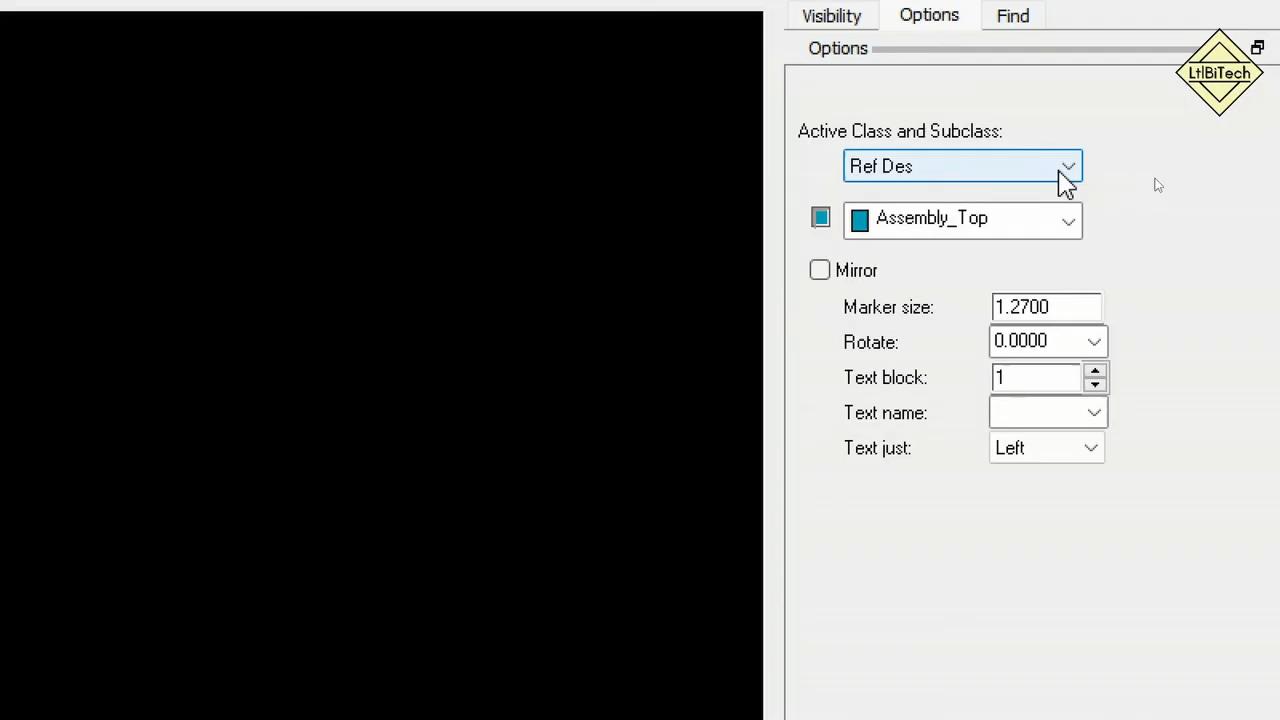 Visibility Options Find
Options
LtlBiTech
Active Class and Subclass:
Ref Des
Assembly_Top
Mirror
Marker size: 1.2700
Rotate: 0.0000
Text block: 1
Text name:
Text just: Left